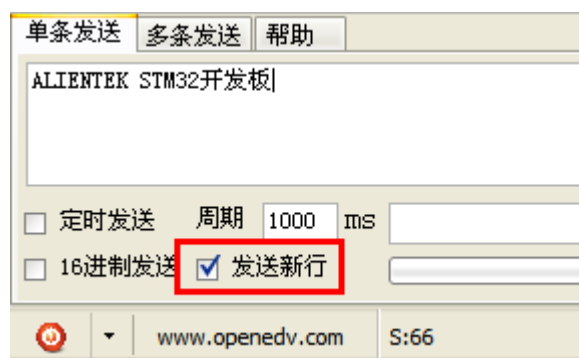 单条发送 多条发送 帮助
ALIENTEK STM32开发板
定时发送 周期 1000 ms
16进制发送 发送新行
www.openedv.com S:66